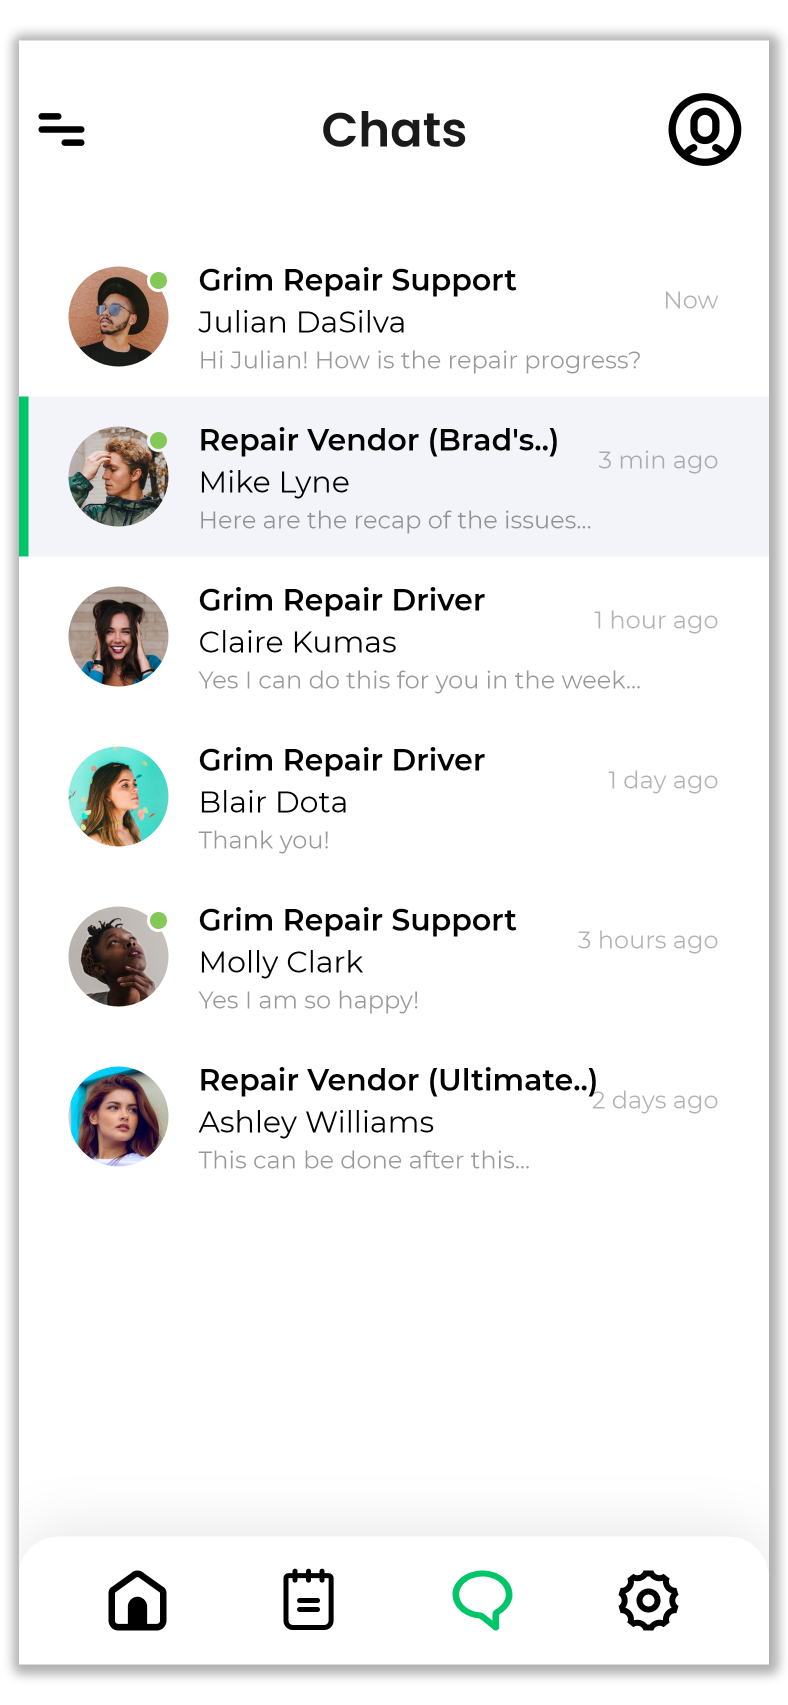 Chats
Grim Repair Support
Now
Julian DaSilva
Hi Julian! How is the repair progress?
Repair Vendor (Brad's..)
3 min ago
Mike Lyne
Here are the recap of the issues...
Grim Repair Driver
1 hour ago
Claire Kumas
Yes I can do this for you in the week...
Grim Repair Driver
1 day ago
Blair Dota
Thank you!
Grim Repair Support
3 hours ago
Molly Clark
Yes I am so happy!
Repair Vendor (Ultimate..)
2 days ago
Ashley Williams
This can be done after this...